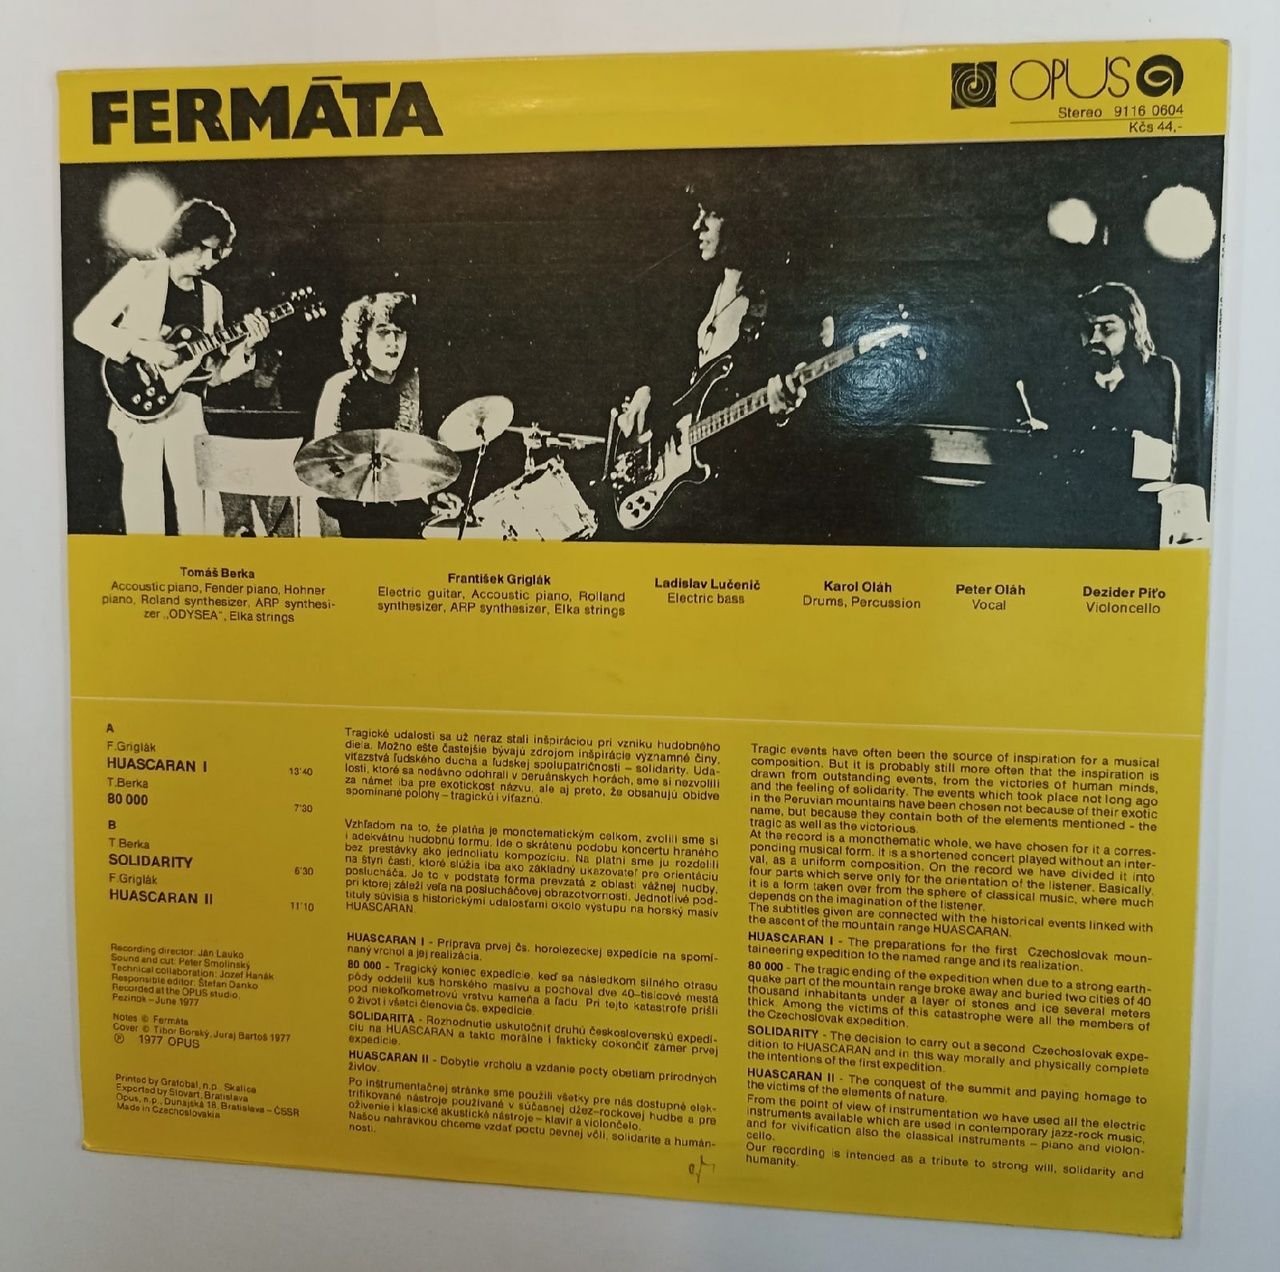 FERMĀTA
OPUS
Stereo 9116 0604
Kčs 44,-
Tomáš Berka
Accoustic piano, Fender piano, Hohner
piano, Roland synthesizer, ARP synthesi-
zer „ODYSEA“, Elka strings
František Griglák
Electric guitar, Accoustic piano, Rolland
synthesizer, ARP synthesizer, Elka strings
Ladislav Lučenič
Electric bass
Karol Oláh
Drums, Percussion
Peter Oláh
Vocal
Dezider Piťo
Violoncello
A
F.Griglák
HUASCARAN I 13'40
T.Berka
80 000
7'30
B
T Berka
SOLIDARITY 6'30
F.Griglák
HUASCARAN II 11'10
Recording director: Ján Lauko
Sound and cut: Peter Smolinský
Technical collaboration: Jozef Hanák
Responsible editor: Štefan Danko
Recorded at the OPUS studio,
Pezinok – June 1977
Notes © Fermáta
Cover © Tibor Borský, Juraj Bartoš 1977
℗ 1977 OPUS
Printed by Grafobal, n.p. Skalica
Exported by Slovart, Bratislava
Opus, n.p., Dunajská 18, Bratislava – ČSSR
Made in Czechoslovakia
Tragické udalosti sa už neraz stali inšpiráciou pri vzniku hudobného
diela. Možno ešte častejšie bývajú zdrojom inšpirácie významné činy,
víťazstvá ľudského ducha a ľudskej spolupatričnosti – solidarity. Uda-
losti, ktoré sa nedávno odohrali v peruánskych horách, sme si nezvolili
za námet iba pre exotickosť názvu, ale aj preto, že obsahujú obidve
spomínané polohy – tragickú i víťaznú.
Vzhľadom na to, že platňa je monotematickým celkom, zvolili sme si
i adekvátnu hudobnú formu. Ide o skrátenú podobu koncertu hraného
bez prestávky ako jednoliatu kompozíciu. Na platni sme ju rozdelili
na štyri časti, ktoré slúžia iba ako základný ukazovateľ pre orientáciu
poslucháča. Je to v podstate forma prevzatá z oblasti vážnej hudby,
pri ktorej záleží veľa na poslucháčovej obrazotvornosti. Jednotlivé pod-
tituly súvisia s historickými udalosťami okolo výstupu na horský masív
HUASCARAN.
HUASCARAN I - Príprava prvej čs. horolezeckej expedície na spomí-
naný vrchol a jej realizácia.
80 000 - Tragický koniec expedície, keď sa následkom silného otrasu
pôdy oddelil kus horského masívu a pochoval dve 40–tisícové mestá
pod niekoľkometrovú vrstvu kameňa a ľadu. Pri tejto katastrofe prišli
o život i všetci členovia čs. expedície.
SOLIDARITA - Rozhodnutie uskutočniť druhú československú expedí-
ciu na HUASCARAN a takto morálne i fakticky dokončiť zámer prvej
expedície.
HUASCARAN II - Dobytie vrcholu a vzdanie pocty obetiam prírodných
živlov.
Po inštrumentačnej stránke sme použili všetky pre nás dostupné elek-
trifikované nástroje používané v súčasnej džez-rockovej hudbe a pre
oživenie i klasické akustické nástroje – klavír a violončelo.
Našou nahrávkou chceme vzdať poctu pevnej vôli, solidarite a humán-
nosti.
Tragic events have often been the source of inspiration for a musical
composition. But it is probably still more often that the inspiration is
drawn from outstanding events, from the victories of human minds,
and the feeling of solidarity. The events which took place not long ago
in the Peruvian mountains have been chosen not because of their exotic
name, but because they contain both of the elements mentioned - the
tragic as well as the victorious.
At the record is a monothematic whole, we have chosen for it a corres-
ponding musical form. It is a shortened concert played without an inter-
val, as a uniform composition. On the record we have divided it into
four parts which serve only for the orientation of the listener. Basically,
it is a form taken over from the sphere of classical music, where much
depends on the imagination of the listener.
The subtitles given are connected with the historical events linked with
the ascent of the mountain range HUASCARAN.
HUASCARAN I - The preparations for the first Czechoslovak moun-
taineering expedition to the named range and its realization.
80 000 - The tragic ending of the expedition when due to a strong earth-
quake part of the mountain range broke away and buried two cities of 40
thousand inhabitants under a layer of stones and ice several meters
thick. Among the victims of this catastrophe were all the members of
the Czechoslovak expedition.
SOLIDARITY - The decision to carry out a second Czechoslovak expe-
dition to HUASCARAN and in this way morally and physically complete
the intentions of the first expedition.
HUASCARAN II - The conquest of the summit and paying homage to
the victims of the elements of nature.
From the point of view of instrumentation we have used all the electric
instruments available which are used in contemporary jazz-rock music,
and for vivification also the classical instruments – piano and violon-
cello.
Our recording is intended as a tribute to strong will, solidarity and
humanity.